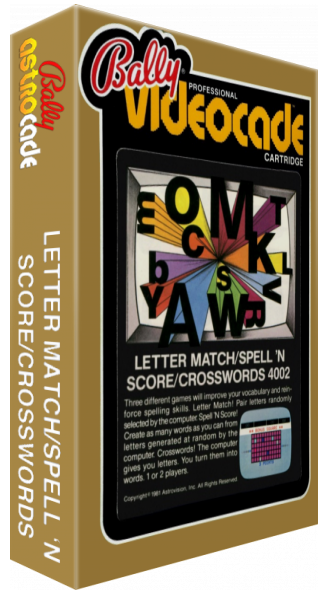 Bally
astrocade
LETTER MATCH/SPELL 'N
SCORE/CROSSWORDS
Bally
PROFESSIONAL
VIDEOCADE™
CARTRIDGE
E O C M T
C K L
b S V
Y A W R
LETTER MATCH/SPELL 'N
SCORE/CROSSWORDS 4002
Three different games will improve your vocabulary and rein-
force spelling skills. Letter Match! Pair letters randomly
selected by the computer. Spell 'N Score!
Create as many words as you can from
letters generated at random by the
computer. Crosswords! The computer
gives you letters. You turn them into
words. 1 or 2 players.
Copyright© 1981 Astrovision, Inc. All Rights Reserved